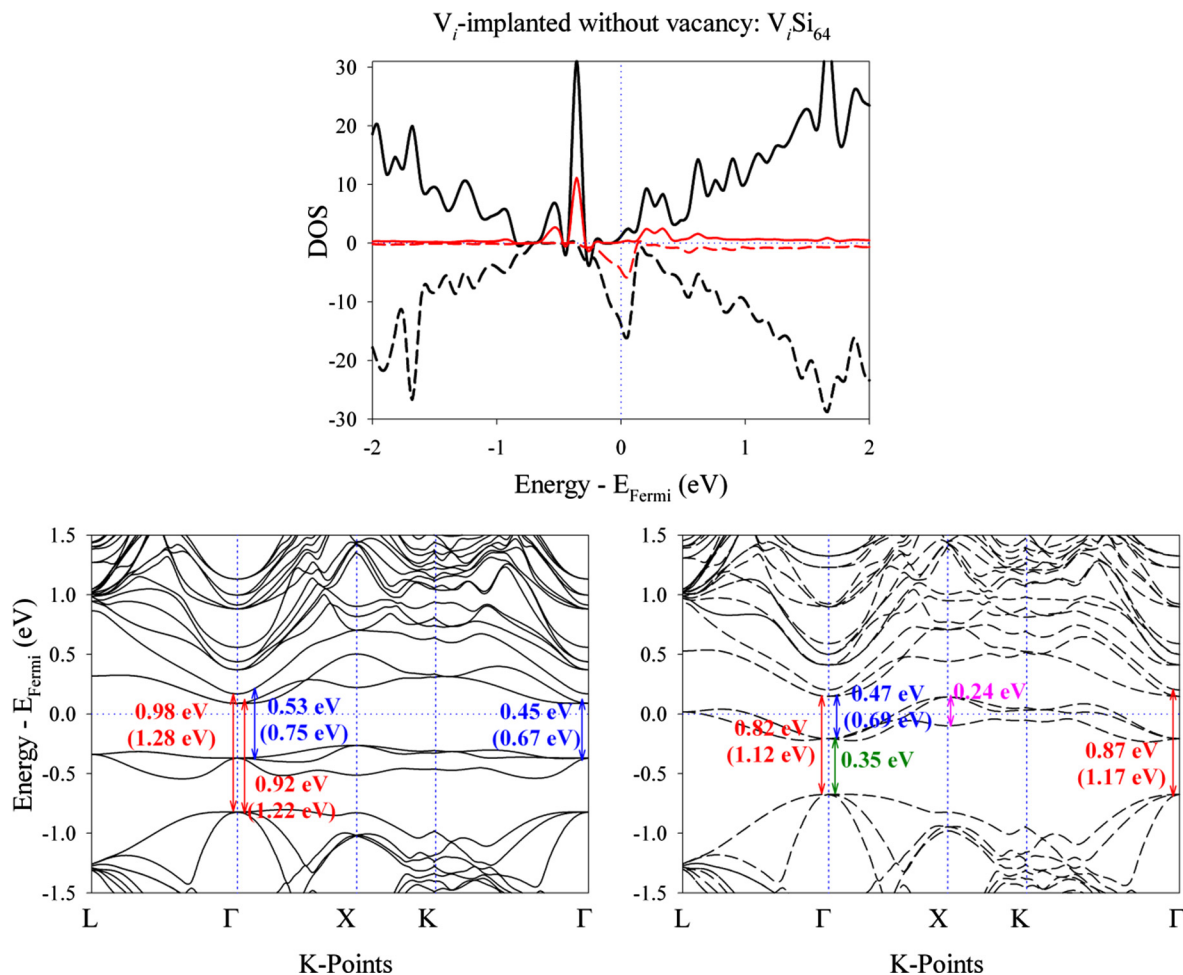 Vᵢ-implanted without vacancy: VᵢSi₆₄
30
20
10
0
-10
-20
-30
DOS
-2
-1
0
1
2
Energy - E_Fermi (eV)
1.5
1.0
0.5
0.0
-0.5
-1.0
-1.5
Energy - E_Fermi (eV)
0.98 eV
(1.28 eV)
0.53 eV
(0.75 eV)
0.45 eV
(0.67 eV)
0.92 eV
(1.22 eV)
L
Γ
X
K
Γ
K-Points
1.5
1.0
0.5
0.0
-0.5
-1.0
-1.5
0.82 eV
(1.12 eV)
0.47 eV
(0.69 eV)
0.24 eV
0.35 eV
0.87 eV
(1.17 eV)
L
Γ
X
K
Γ
K-Points